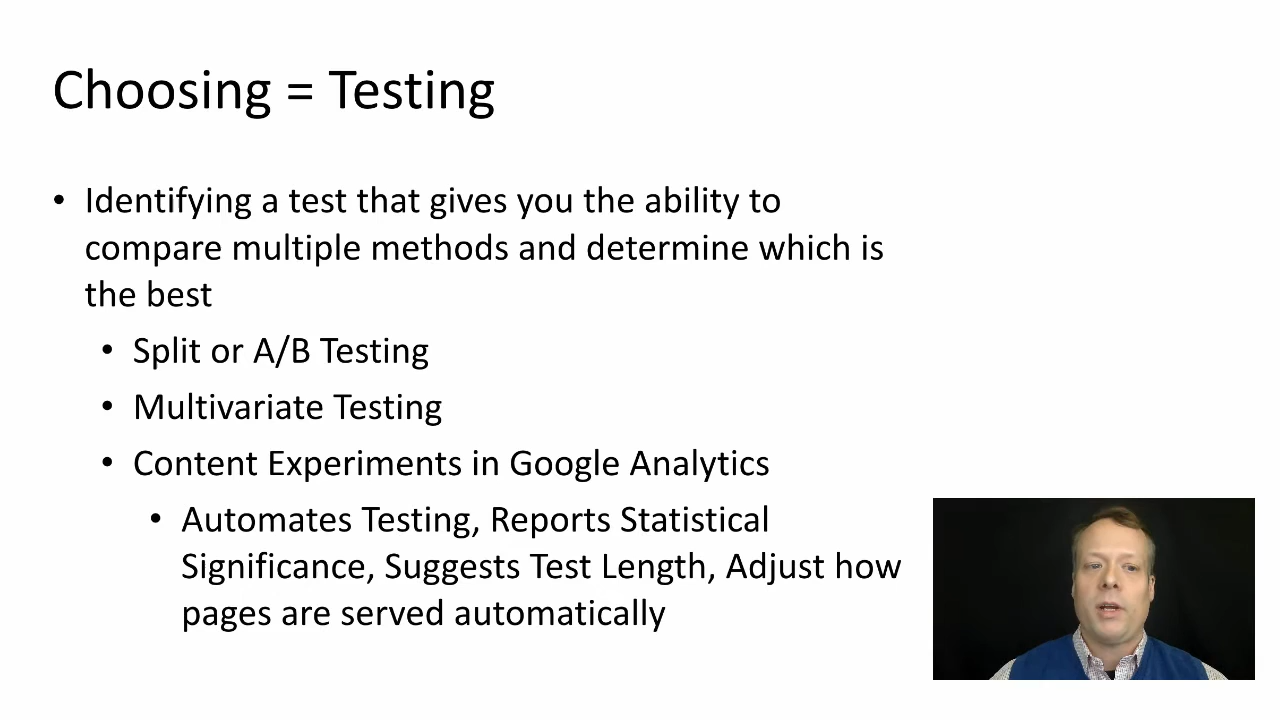 Choosing = Testing
• Identifying a test that gives you the ability to
compare multiple methods and determine which is
the best
• Split or A/B Testing
• Multivariate Testing
• Content Experiments in Google Analytics
• Automates Testing, Reports Statistical
Significance, Suggests Test Length, Adjust how
pages are served automatically